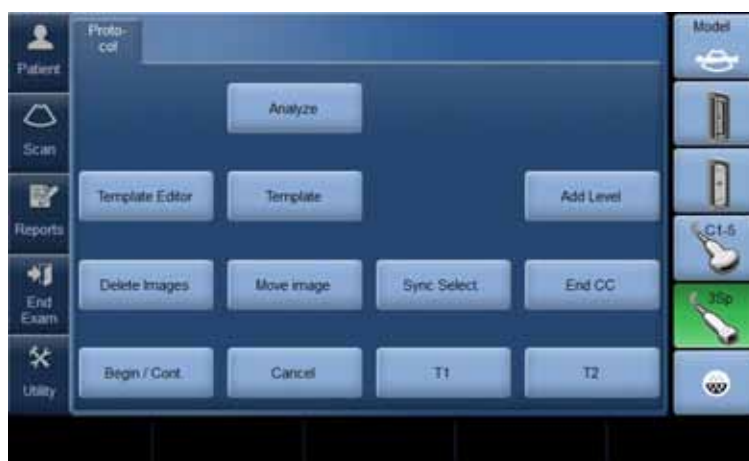 Patient
Scan
Reports
End
Exam
Utility
Proto-
col
Analyze
Template Editor
Template
Add Level
Delete Images
Move image
Sync Select
End CC
Begin / Cont.
Cancel
T1
T2
Model
C1-5
3Sp